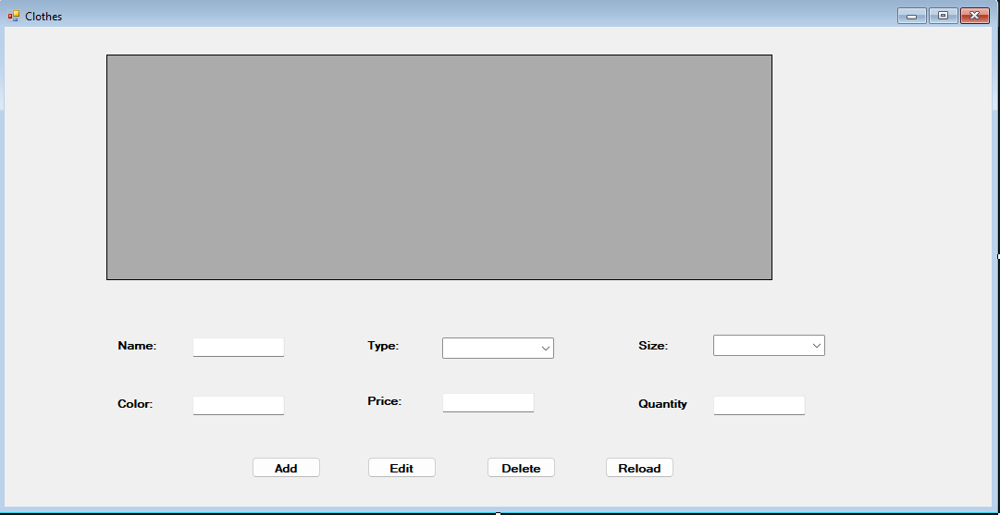 Clothes
Name: Type: Size:
Color: Price: Quantity
Add Edit Delete Reload